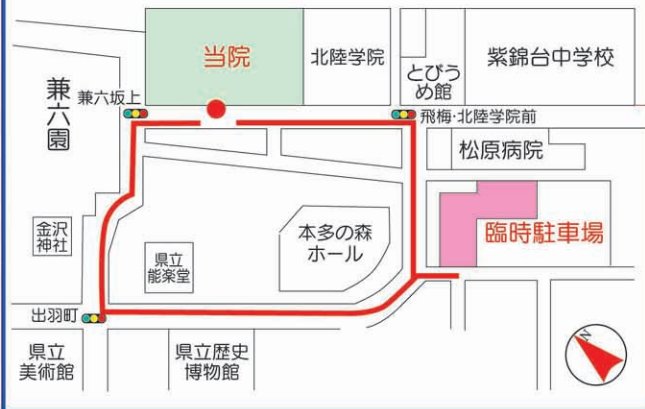 当院
北陸学院
とびう
め館
紫錦台中学校
兼六坂上
飛梅・北陸学院前
兼六園
松原病院
金沢
神社
県立
能楽堂
本多の森
ホール
臨時駐車場
出羽町
県立
美術館
県立歴史
博物館
N